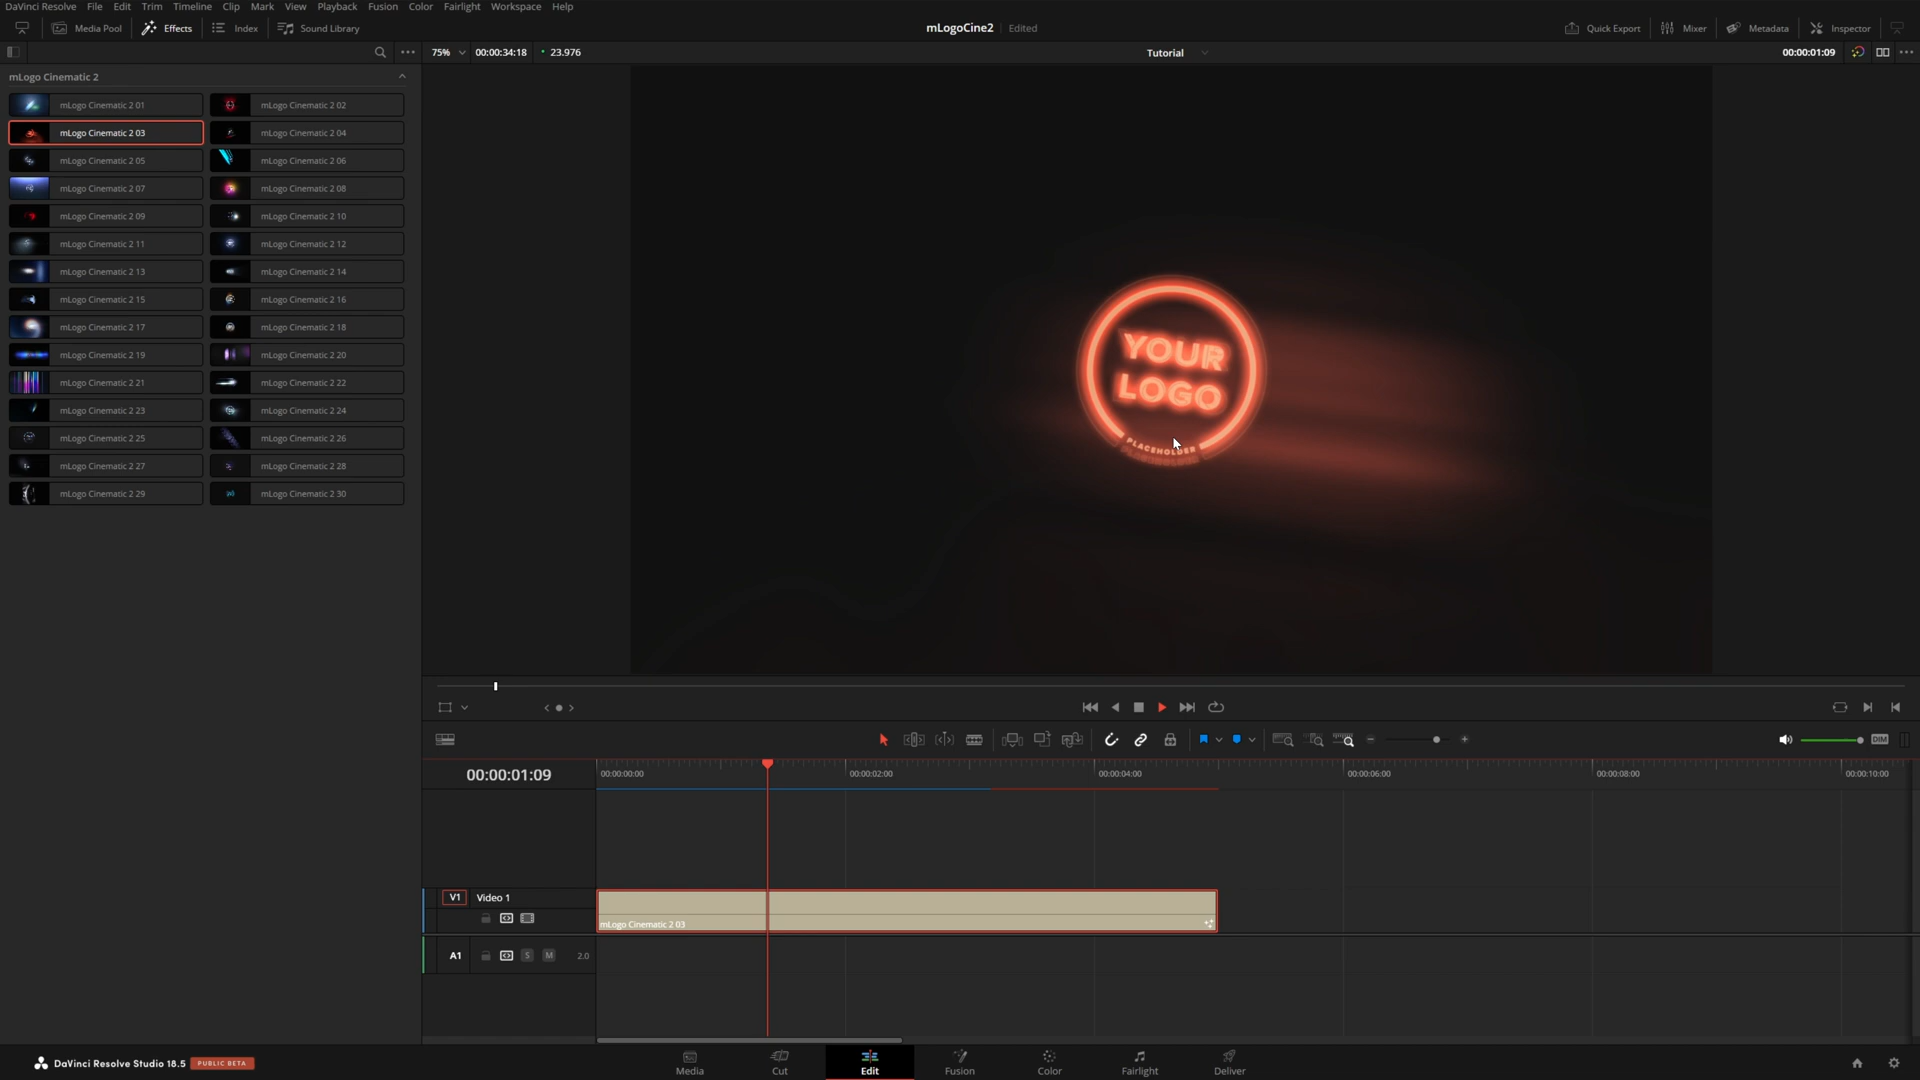 DaVinci Resolve File Edit Trim Timeline Clip Mark View Playback Fusion Color Fairlight Workspace Help
Media Pool Effects Index Sound Library mLogoCine2 Edited Quick Export Mixer Metadata Inspector
75% 00:00:34:18 23.976 Tutorial 00:00:01:09
mLogo Cinematic 2
mLogo Cinematic 2 01 mLogo Cinematic 2 02
mLogo Cinematic 2 03 mLogo Cinematic 2 04
mLogo Cinematic 2 05 mLogo Cinematic 2 06
mLogo Cinematic 2 07 mLogo Cinematic 2 08
mLogo Cinematic 2 09 mLogo Cinematic 2 10
mLogo Cinematic 2 11 mLogo Cinematic 2 12
mLogo Cinematic 2 13 mLogo Cinematic 2 14
mLogo Cinematic 2 15 mLogo Cinematic 2 16
mLogo Cinematic 2 17 mLogo Cinematic 2 18
mLogo Cinematic 2 19 mLogo Cinematic 2 20
mLogo Cinematic 2 21 mLogo Cinematic 2 22
mLogo Cinematic 2 23 mLogo Cinematic 2 24
mLogo Cinematic 2 25 mLogo Cinematic 2 26
mLogo Cinematic 2 27 mLogo Cinematic 2 28
mLogo Cinematic 2 29 mLogo Cinematic 2 30
YOUR
LOGO
PLACEHOLDER
DIM
00:00:01:09 00:00:00:00 00:00:02:00 00:00:04:00 00:00:06:00 00:00:08:00 00:00:10:00
V1 Video 1
mLogo Cinematic 2 03
A1 S M 2.0
DaVinci Resolve Studio 18.5 PUBLIC BETA
Media Cut Edit Fusion Color Fairlight Deliver